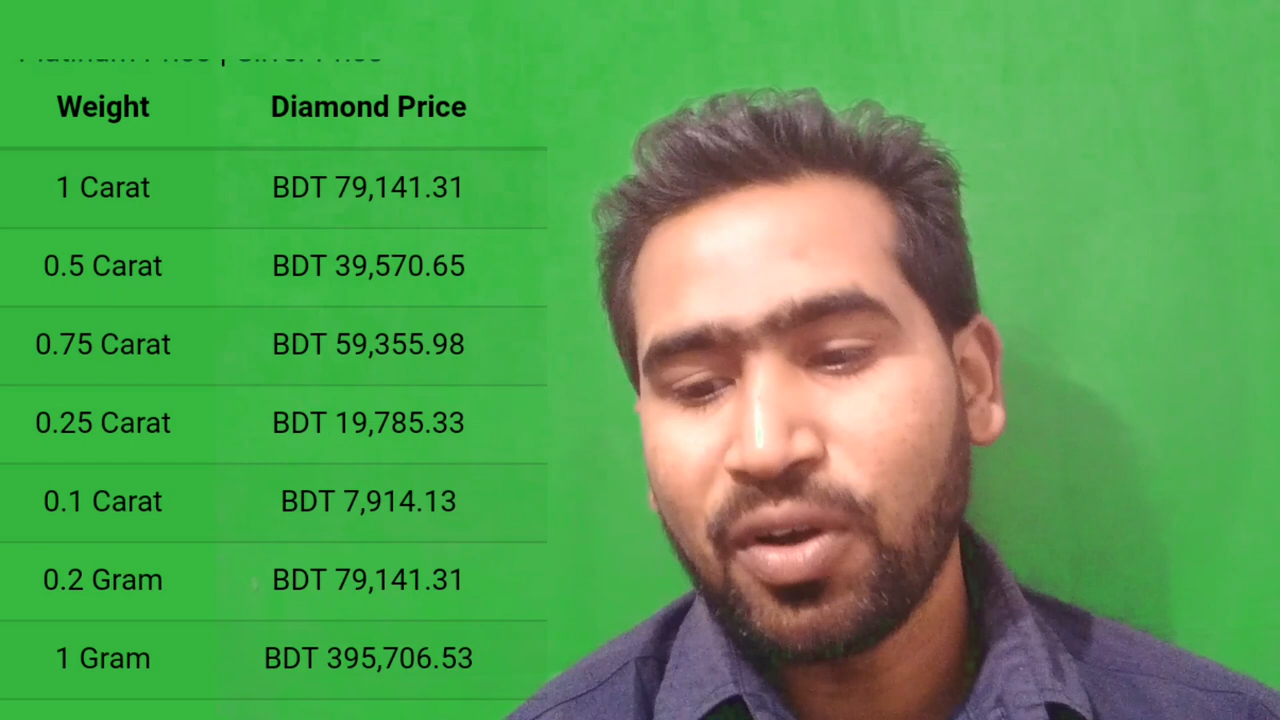 Weight Diamond Price
1 Carat BDT 79,141.31
0.5 Carat BDT 39,570.65
0.75 Carat BDT 59,355.98
0.25 Carat BDT 19,785.33
0.1 Carat BDT 7,914.13
0.2 Gram BDT 79,141.31
1 Gram BDT 395,706.53